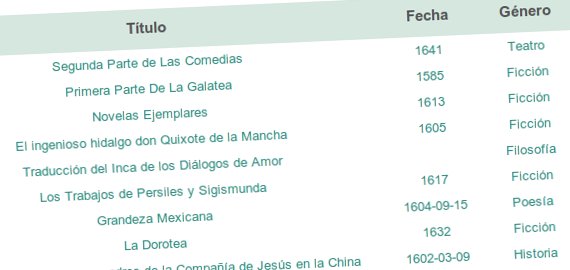 Título Fecha Género
Segunda Parte de Las Comedias 1641 Teatro
Primera Parte De La Galatea 1585 Ficción
Novelas Ejemplares 1613 Ficción
El ingenioso hidalgo don Quixote de la Mancha 1605 Ficción
Traducción del Inca de los Diálogos de Amor Filosofía
Los Trabajos de Persiles y Sigismunda 1617 Ficción
Grandeza Mexicana 1604-09-15 Poesía
La Dorotea 1632 Ficción
de la Compañía de Jesús en la China 1602-03-09 Historia